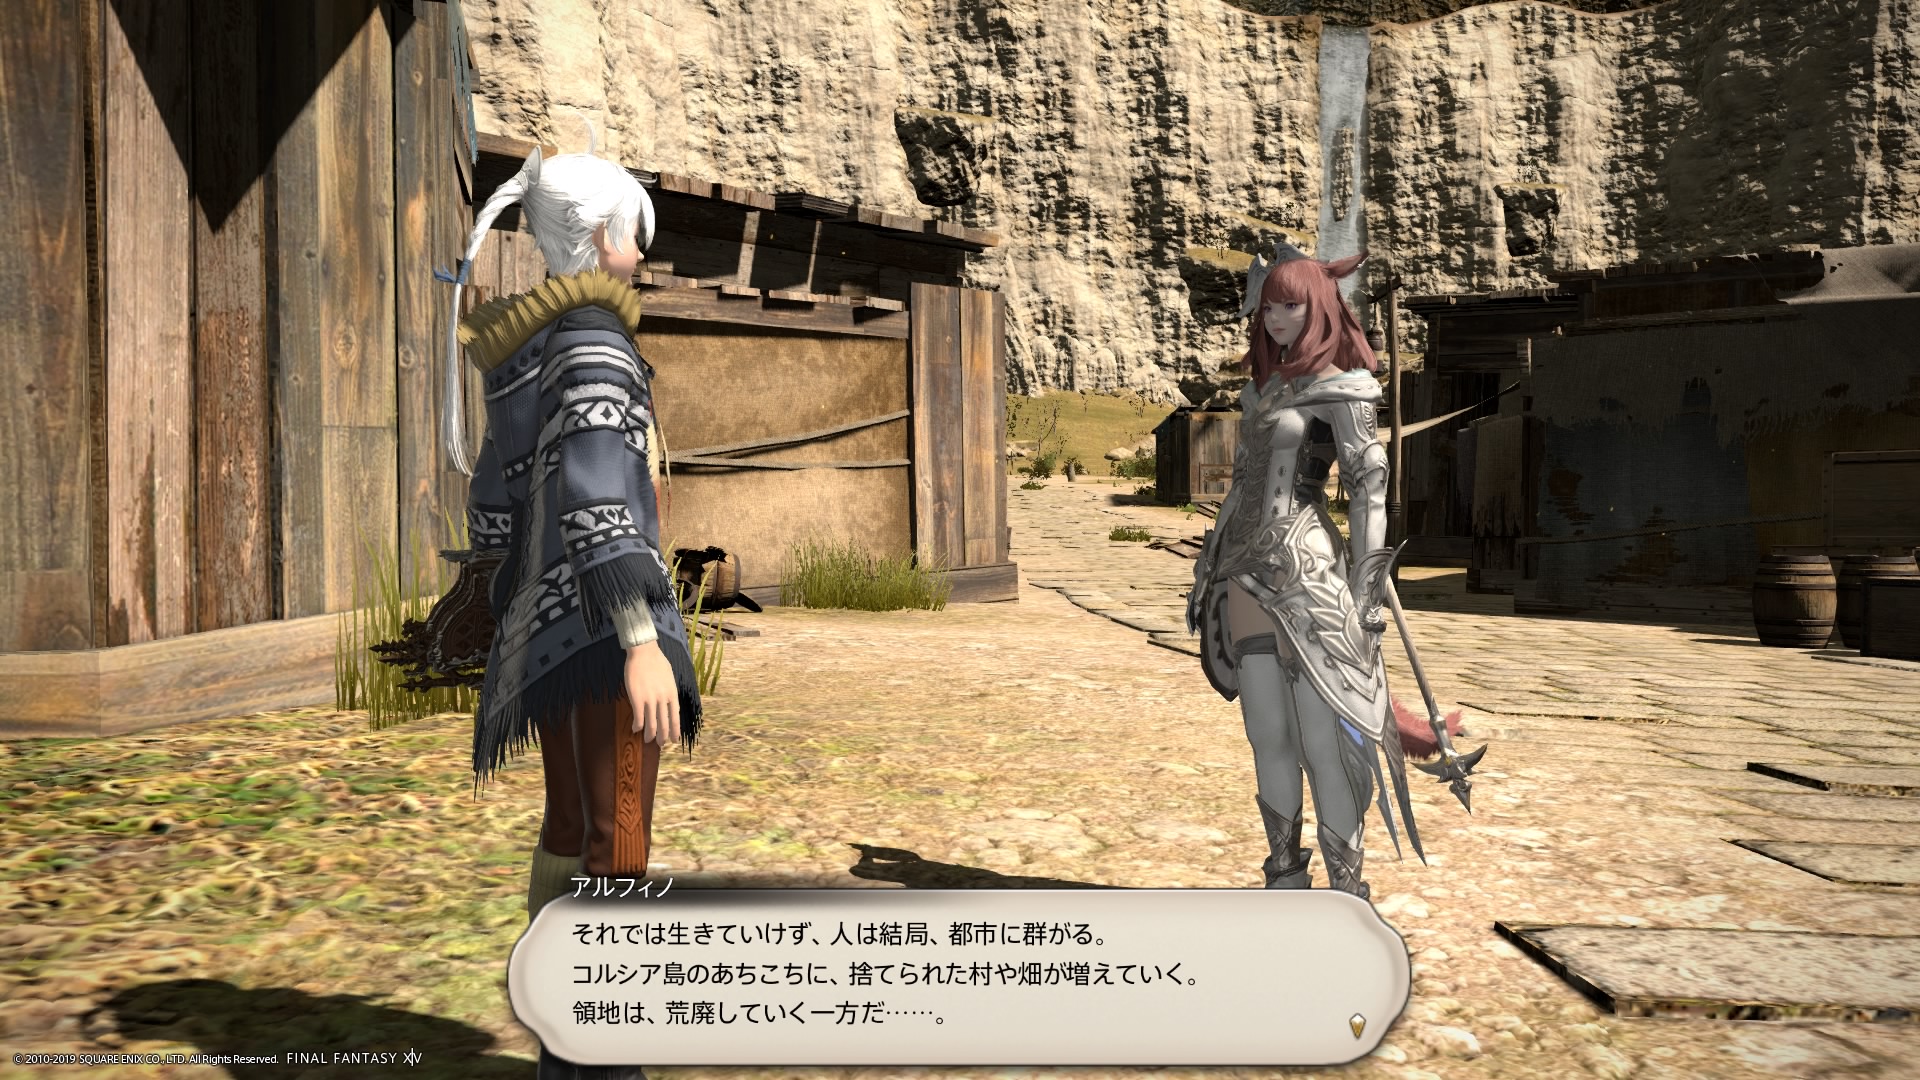 アルフィノ
それでは生きていけず、人は結局、都市に群がる。
コルシア島のあちこちに、捨てられた村や畑が増えていく。
領地は、荒廃していく一方だ……。
© 2010-2019 SQUARE ENIX CO., LTD. All Rights Reserved. FINAL FANTASY XIV